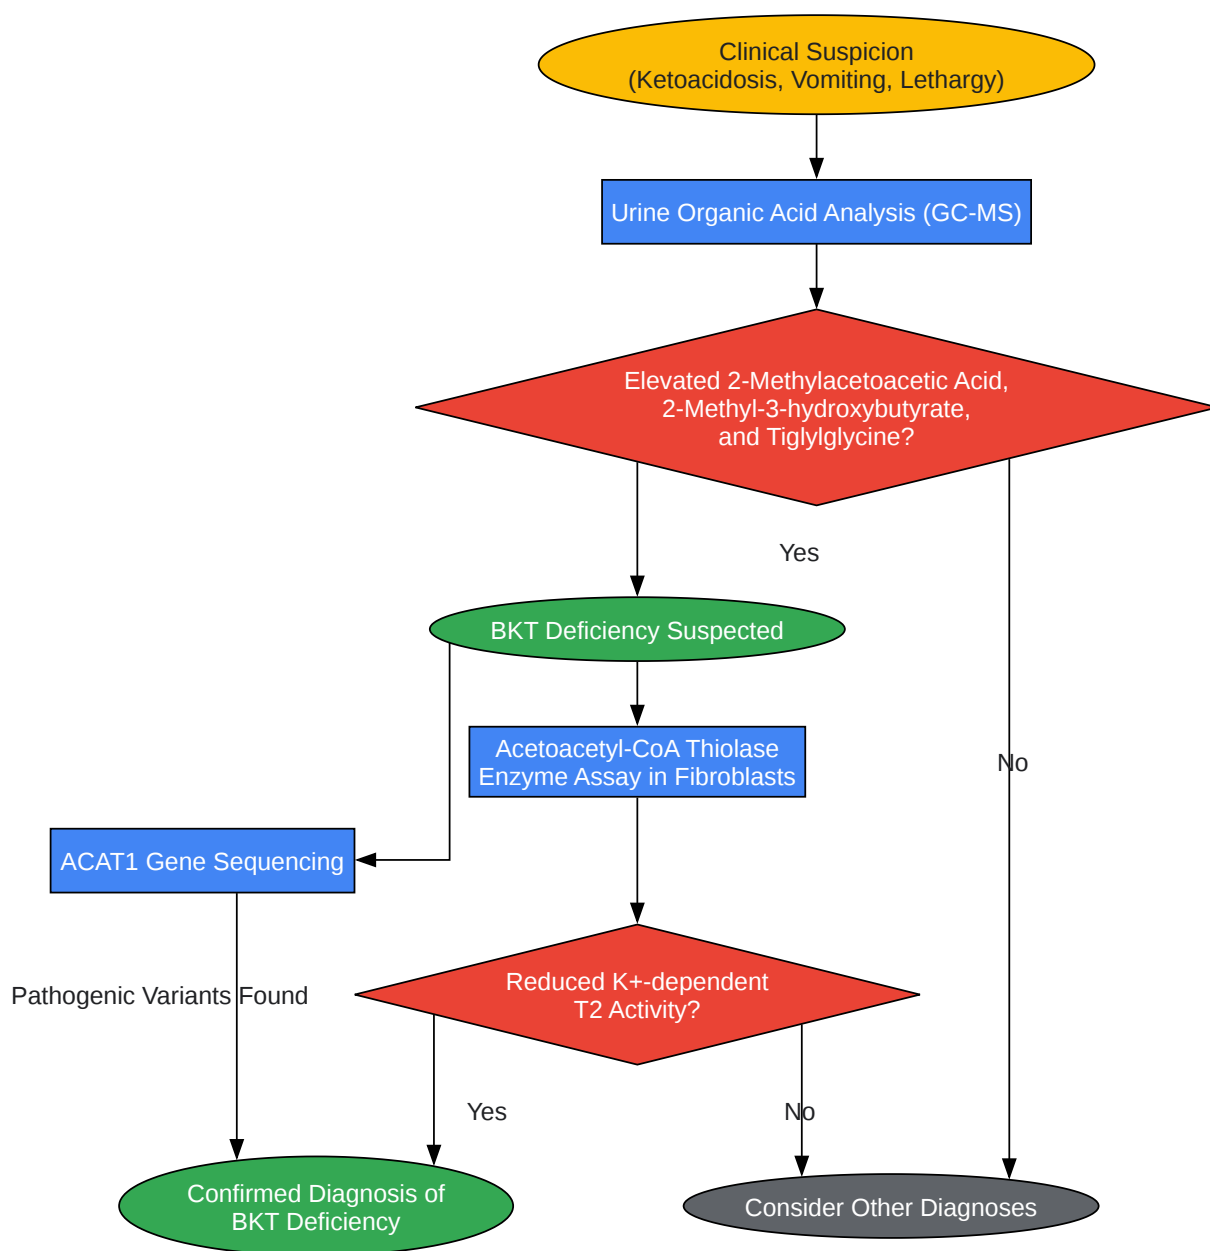 Clinical Suspicion
(Ketoacidosis, Vomiting, Lethargy)
Urine Organic Acid Analysis (GC-MS)
Elevated 2-Methylacetoacetic Acid,
2-Methyl-3-hydroxybutyrate,
and Tiglylglycine?
Yes
BKT Deficiency Suspected
Acetoacetyl-CoA Thiolase
Enzyme Assay in Fibroblasts
No
ACAT1 Gene Sequencing
Reduced K+-dependent
T2 Activity?
Pathogenic Variants Found
Yes
No
Confirmed Diagnosis of
BKT Deficiency
Consider Other Diagnoses